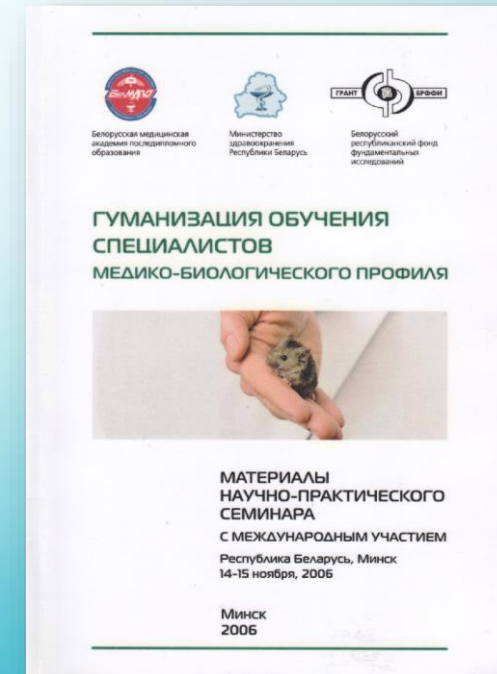 БелМАПО
ГРАНТ БРФФИ
Белорусская медицинская
академия последипломного
образования
Министерство
здравоохранения
Республики Беларусь
Белорусский
республиканский фонд
фундаментальных
исследований
ГУМАНИЗАЦИЯ ОБУЧЕНИЯ
СПЕЦИАЛИСТОВ
МЕДИКО-БИОЛОГИЧЕСКОГО ПРОФИЛЯ
МАТЕРИАЛЫ
НАУЧНО-ПРАКТИЧЕСКОГО
СЕМИНАРА
С МЕЖДУНАРОДНЫМ УЧАСТИЕМ
Республика Беларусь, Минск
14-15 ноября, 2006
Минск
2006